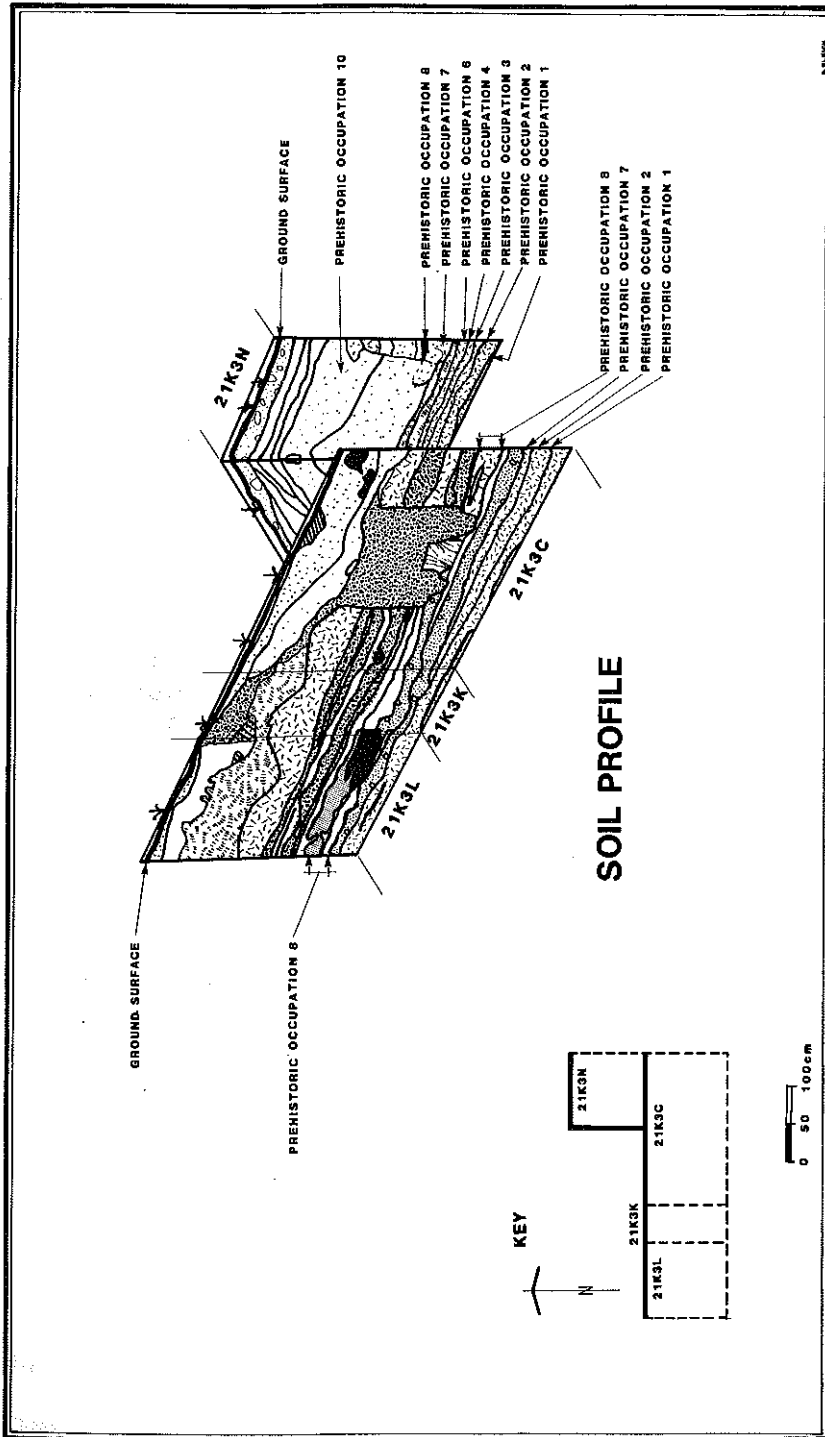 GROUND SURFACE
PREHISTORIC OCCUPATION 8
21K3N
GROUND SURFACE
PREHISTORIC OCCUPATION 10
PREHISTORIC OCCUPATION 8
PREHISTORIC OCCUPATION 7
PREHISTORIC OCCUPATION 6
PREHISTORIC OCCUPATION 4
PREHISTORIC OCCUPATION 3
PREHISTORIC OCCUPATION 2
PREHISTORIC OCCUPATION 1
PREHISTORIC OCCUPATION 8
PREHISTORIC OCCUPATION 7
PREHISTORIC OCCUPATION 2
PREHISTORIC OCCUPATION 1
21K3L
21K3K
21K3C
SOIL PROFILE
KEY
N
21K3N
21K3L
21K3K
21K3C
0 50 100cm